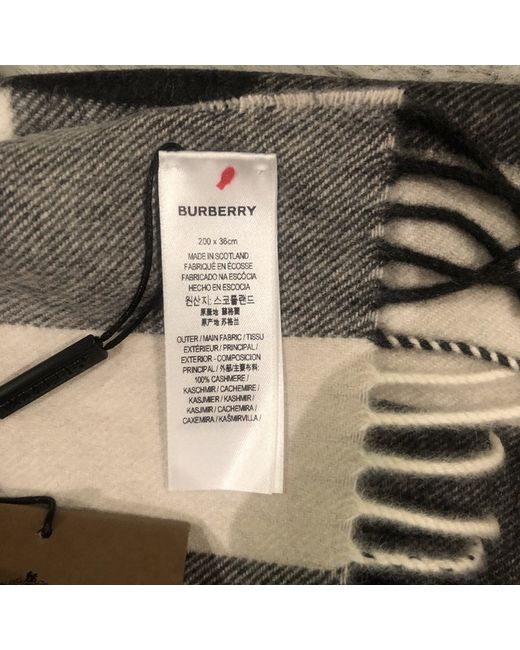 BURBERRY
200 x 36cm
MADE IN SCOTLAND
FABRIQUÉ EN ÉCOSSE
FABRICADO NA ESCÓCIA
HECHO EN ESCOCIA
원산지: 스코틀랜드
原產地: 蘇格蘭
原产地: 苏格兰
OUTER / MAIN FABRIC / TISSU
EXTÉRIEUR / PRINCIPAL /
EXTERIOR - COMPOSICION
PRINCIPAL / 外部/主要布料:
100% CASHMERE /
KASCHMIR / CACHEMIRE /
KASJMIER / KASHMIR /
KASJMIR / CACHEMIRA /
CAXEMIRA / KAŠMIRVILLA /